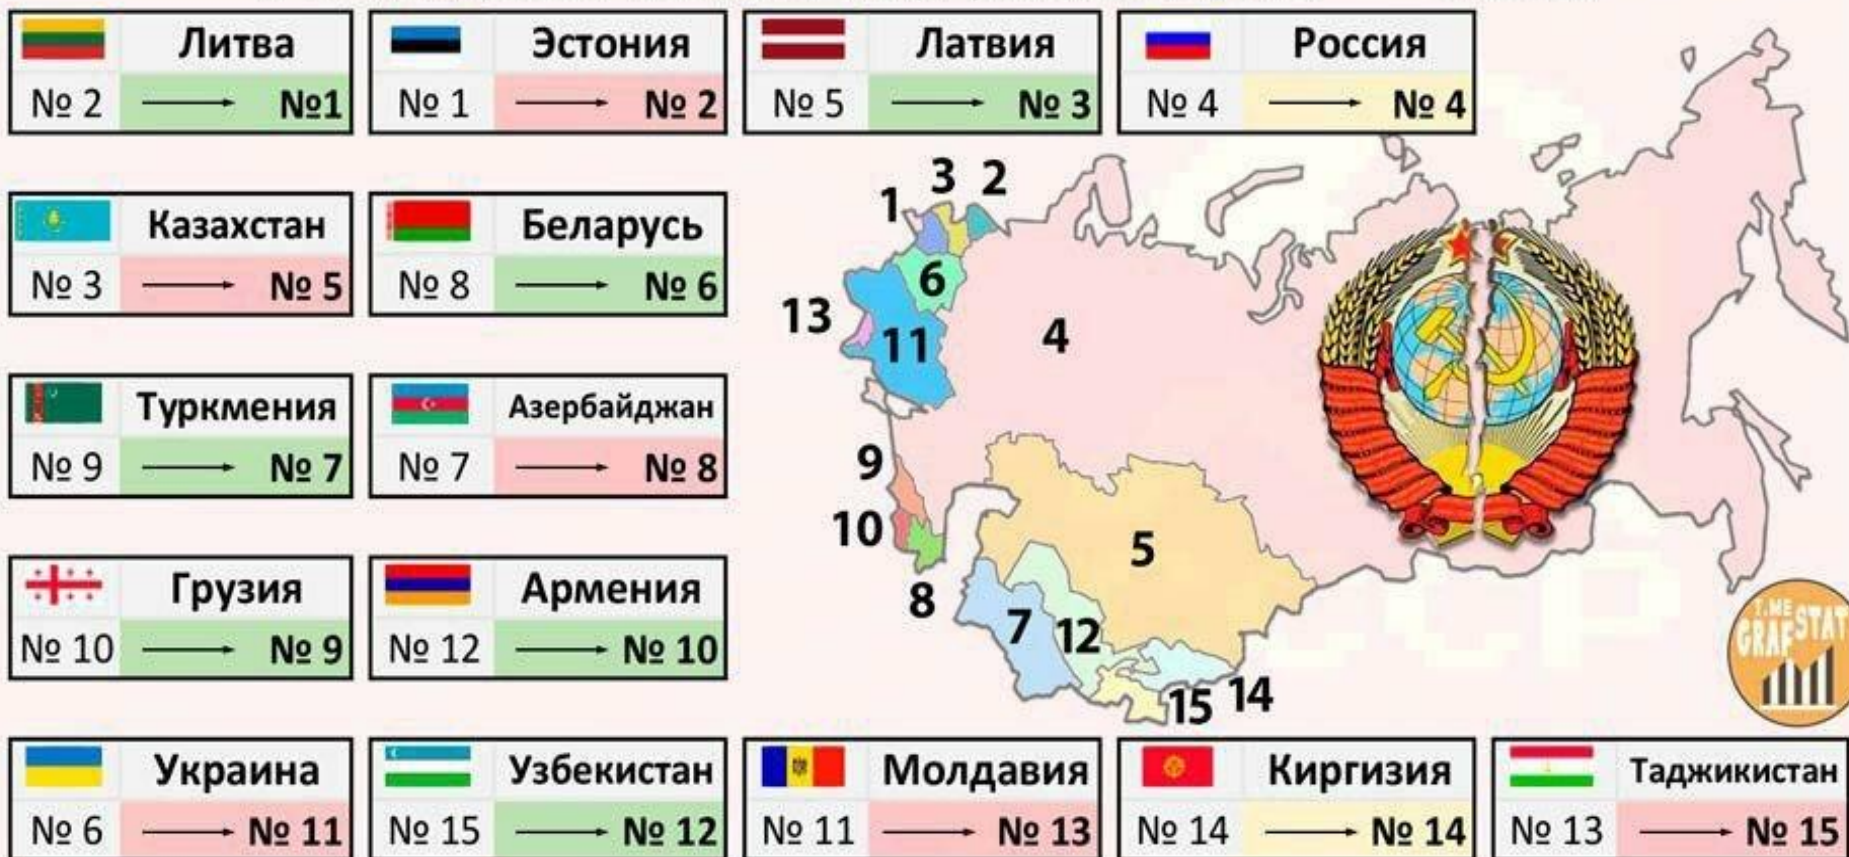 Литва
№ 2 → №1
Эстония
№ 1 → № 2
Латвия
№ 5 → № 3
Россия
№ 4 → № 4
Казахстан
№ 3 → № 5
Беларусь
№ 8 → № 6
Туркмения
№ 9 → № 7
Азербайджан
№ 7 → № 8
Грузия
№ 10 → № 9
Армения
№ 12 → № 10
1
3
2
6
13
11
4
9
10
8
5
7
12
15
14
T.ME
GRAFSTAT
Украина
№ 6 → № 11
Узбекистан
№ 15 → № 12
Молдавия
№ 11 → № 13
Киргизия
№ 14 → № 14
Таджикистан
№ 13 → № 15